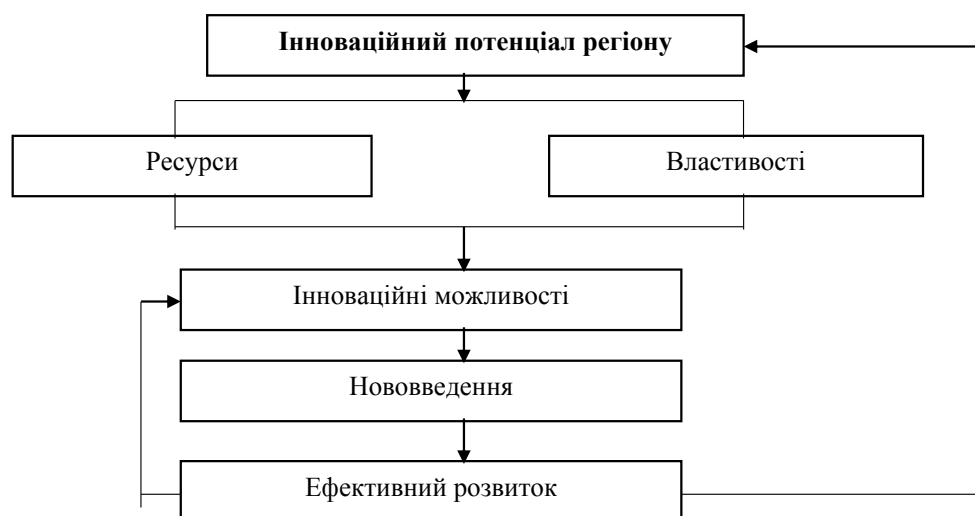 Інноваційний потенціал регіону
Ресурси
Властивості
Інноваційні можливості
Нововведення
Ефективний розвиток